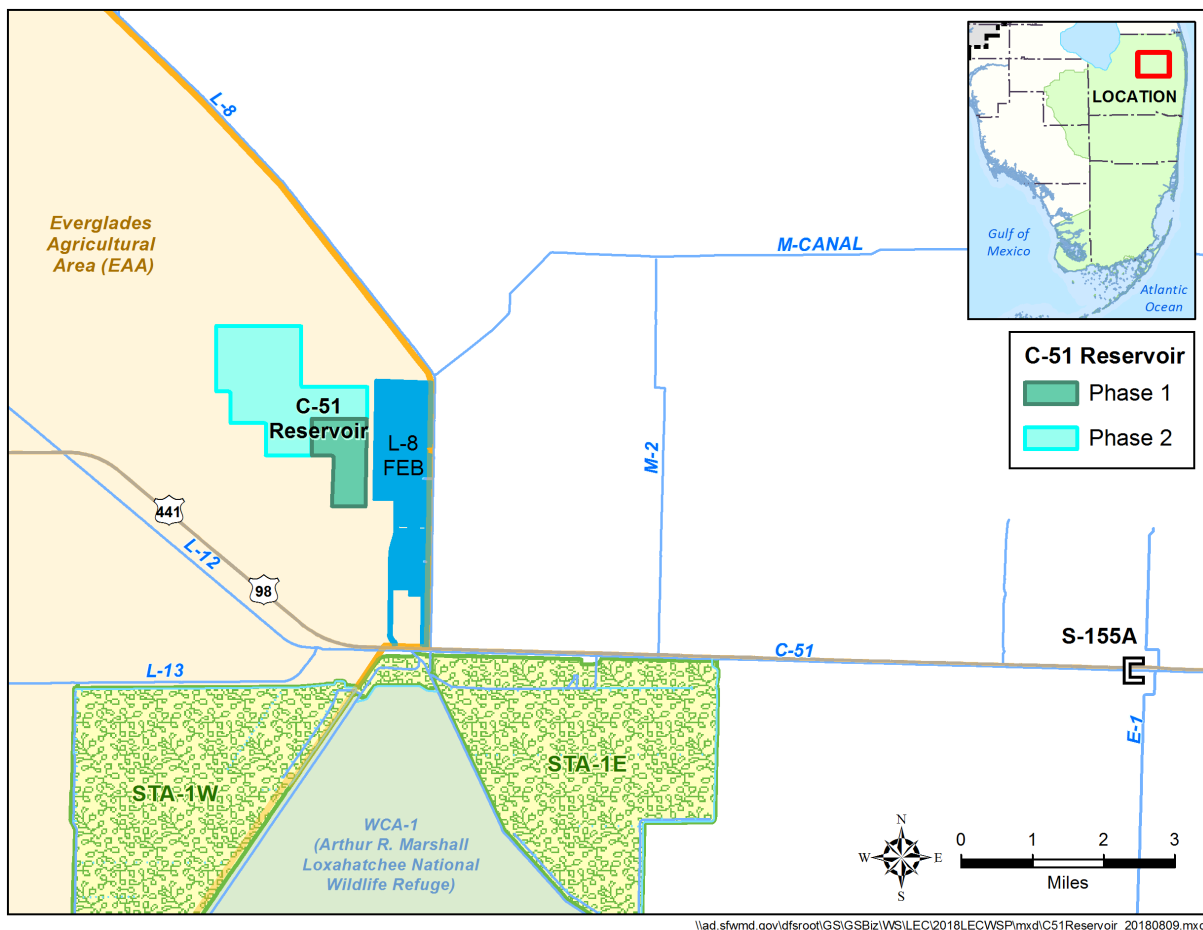 L-8
Everglades
Agricultural
Area (EAA)
M-CANAL
LOCATION
Gulf of
Mexico
Atlantic
Ocean
C-51 Reservoir
Phase 1
Phase 2
C-51
Reservoir
L-8
FEB
M-2
441
L-12
98
S-155A
C-51
L-13
E-1
STA-1W
STA-1E
WCA-1
(Arthur R. Marshall
Loxahatchee National
Wildlife Refuge)
N
W
E
S
0 1 2 3
Miles
\\ad.sfwmd.gov\dfsroot\GS\GSBiz\WS\LEC\2018LECWSP\mxd\C51Reservoir_20180809.mxd